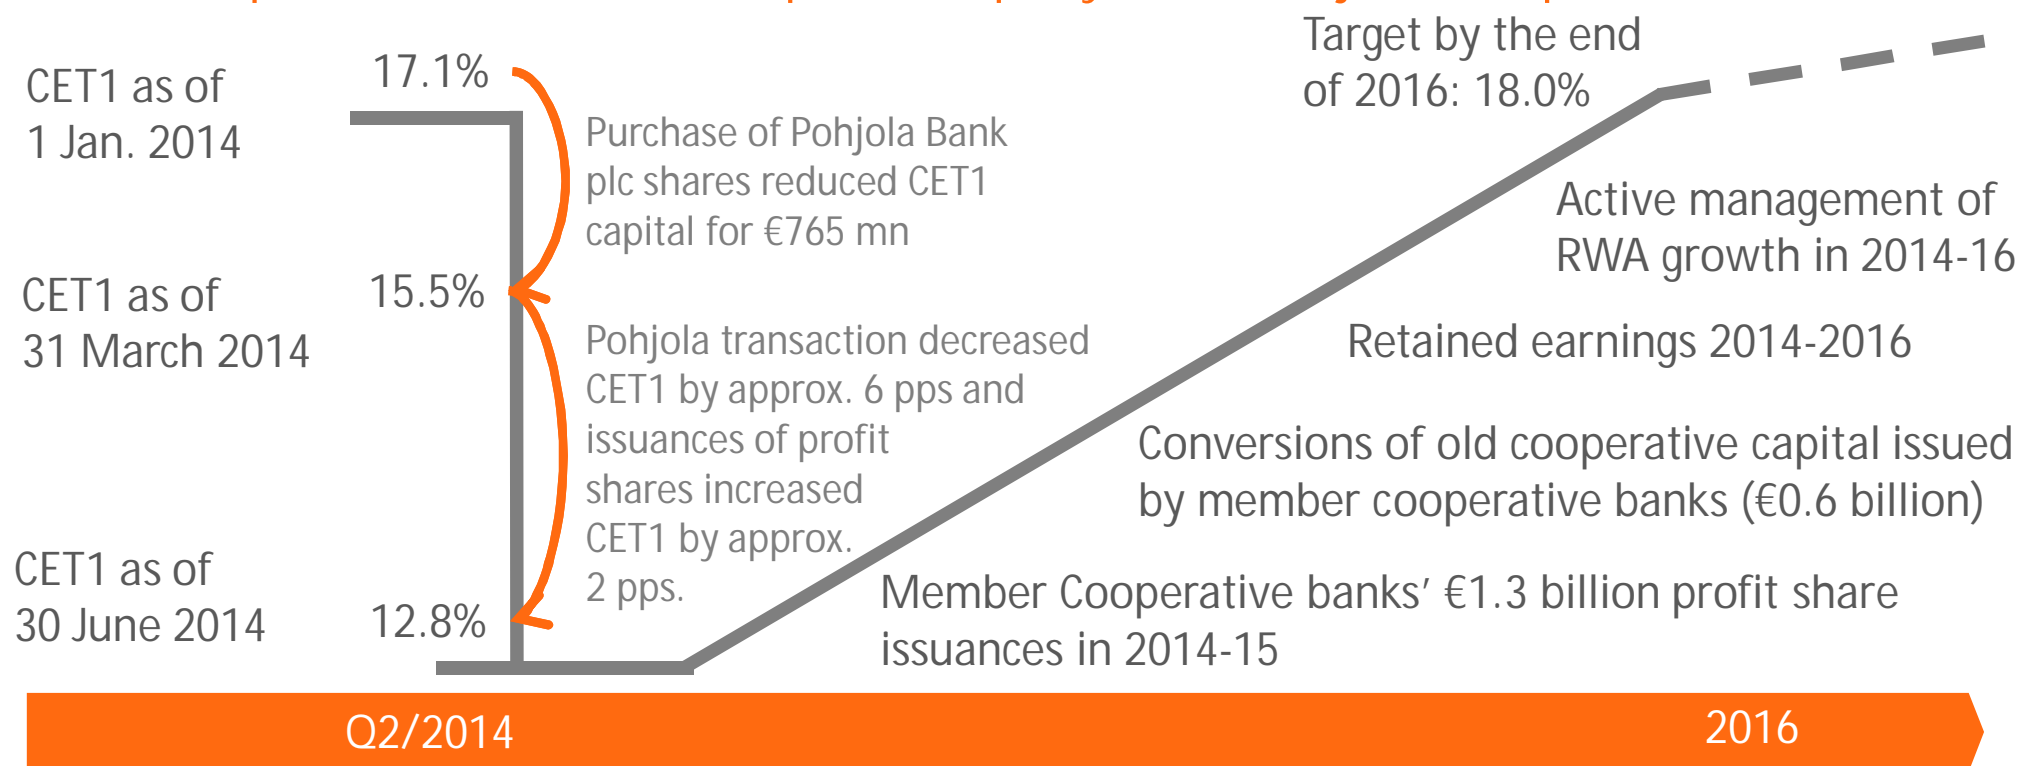 Target by the end
of 2016: 18.0%
CET1 as of
1 Jan. 2014
17.1%
Purchase of Pohjola Bank
plc shares reduced CET1
capital for €765 mn
Active management of
RWA growth in 2014-16
CET1 as of
31 March 2014
15.5%
Pohjola transaction decreased
CET1 by approx. 6 pps and
issuances of profit
shares increased
CET1 by approx.
2 pps.
Retained earnings 2014-2016
Conversions of old cooperative capital issued
by member cooperative banks (€0.6 billion)
CET1 as of
30 June 2014
12.8%
Member Cooperative banks’ €1.3 billion profit share
issuances in 2014-15
Q2/2014
2016